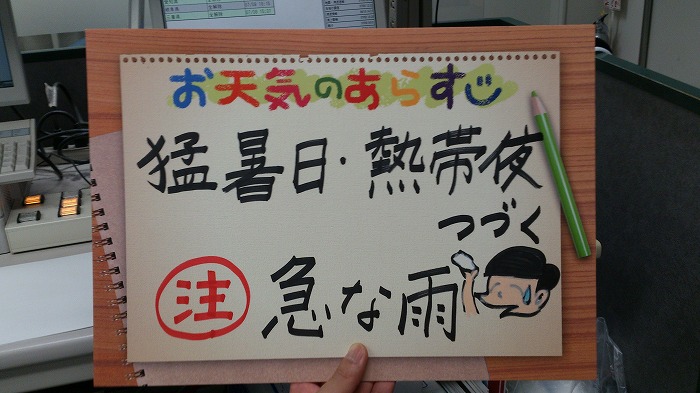 お天気のあらすじ
猛暑日・熱帯夜
つづく
注 急な雨